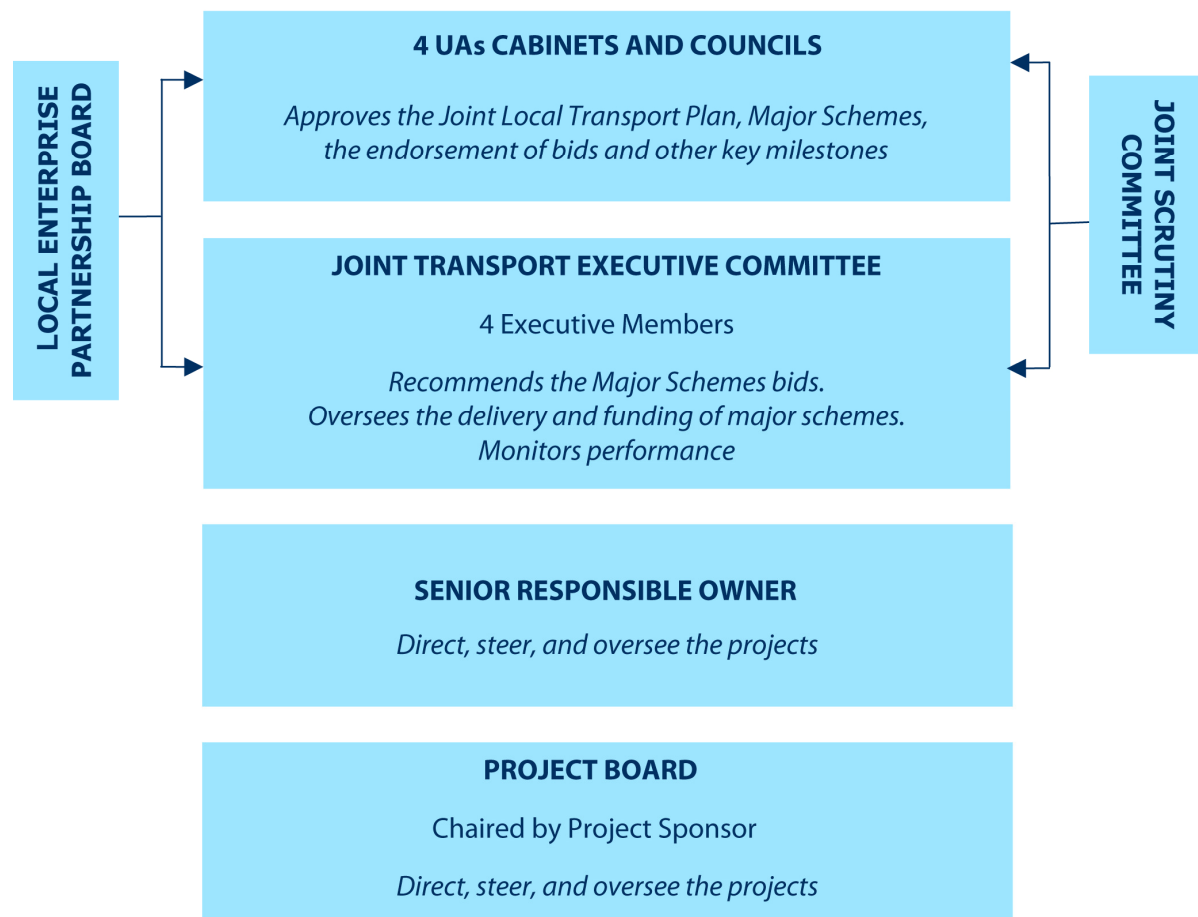 4 UAs CABINETS AND COUNCILS
Approves the Joint Local Transport Plan, Major Schemes,
the endorsement of bids and other key milestones
LOCAL ENTERPRISE
PARTNERSHIP BOARD
JOINT SCRUTINY
COMMITTEE
JOINT TRANSPORT EXECUTIVE COMMITTEE
4 Executive Members
Recommends the Major Schemes bids.
Oversees the delivery and funding of major schemes.
Monitors performance
SENIOR RESPONSIBLE OWNER
Direct, steer, and oversee the projects
PROJECT BOARD
Chaired by Project Sponsor
Direct, steer, and oversee the projects